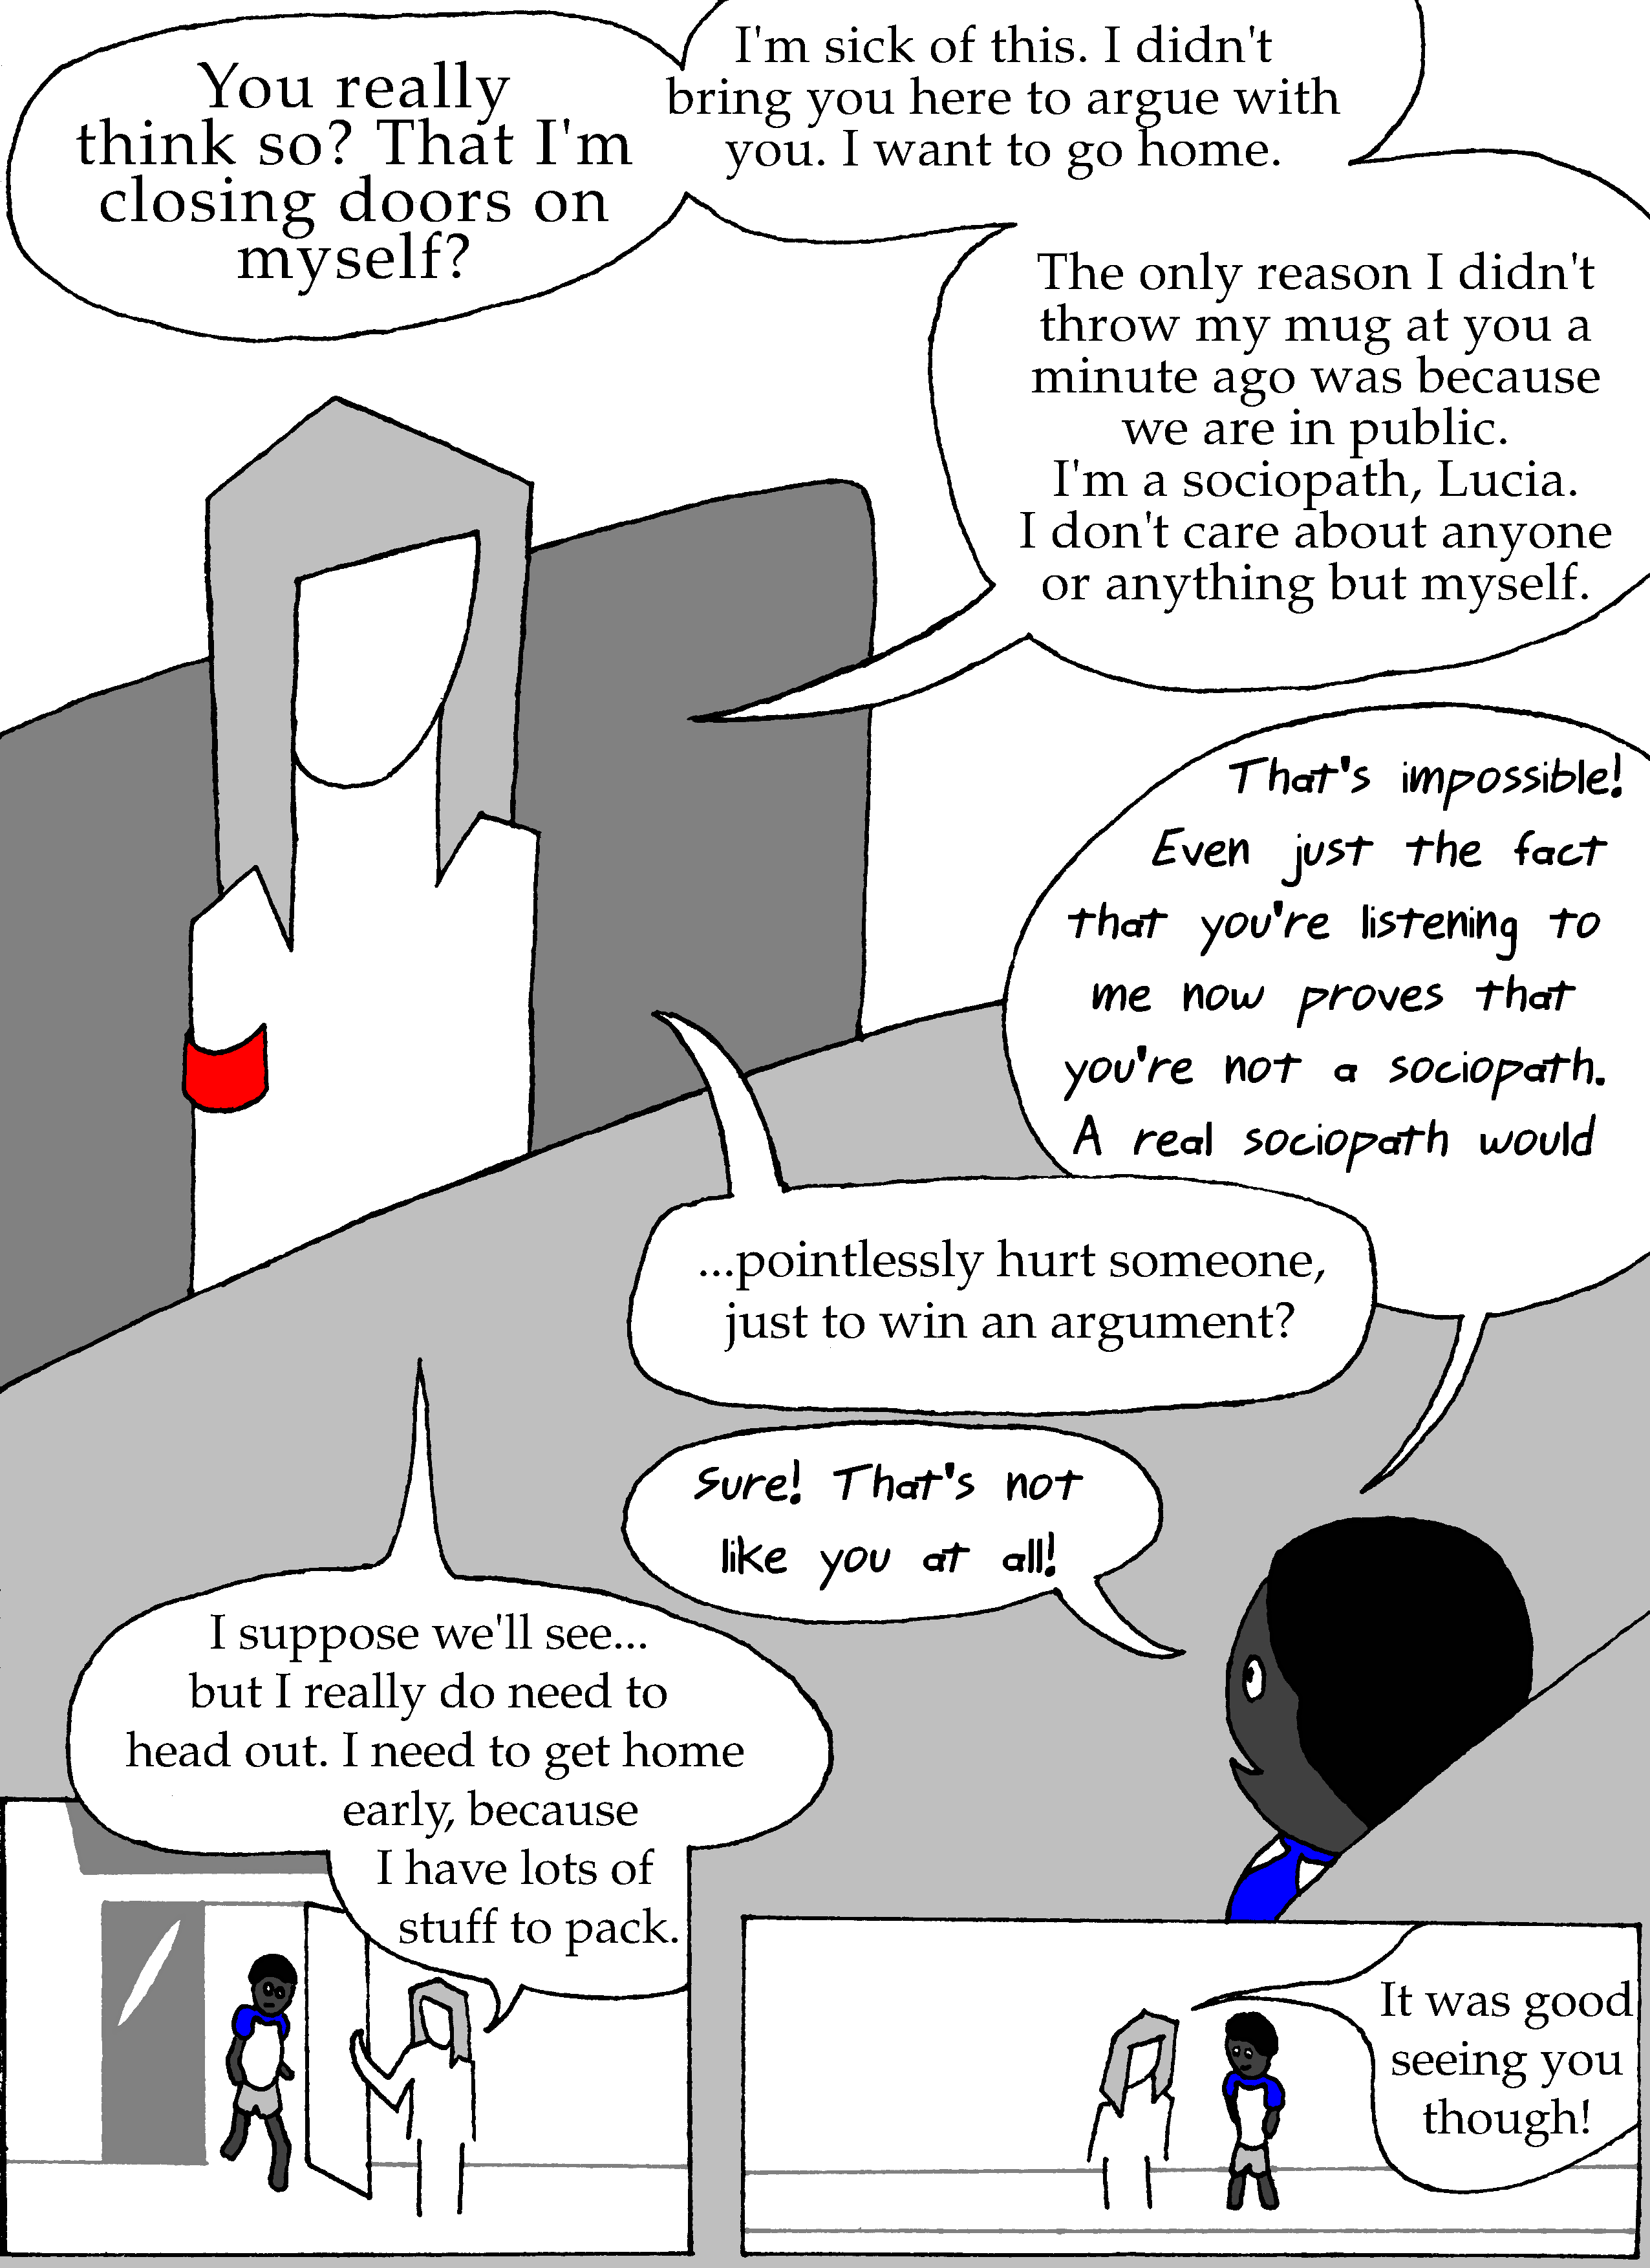 You really
think so? That I'm
closing doors on
myself?
I'm sick of this. I didn't
bring you here to argue with
you. I want to go home.
The only reason I didn't
throw my mug at you a
minute ago was because
we are in public.
I'm a sociopath, Lucia.
I don't care about anyone
or anything but myself.
That's impossible!
Even just the fact
that you're listening to
me now proves that
you're not a sociopath.
A real sociopath would
...pointlessly hurt someone,
just to win an argument?
Sure! That's not
like you at all!
I suppose we'll see...
but I really do need to
head out. I need to get home
early, because
I have lots of
stuff to pack.
It was good
seeing you
though!